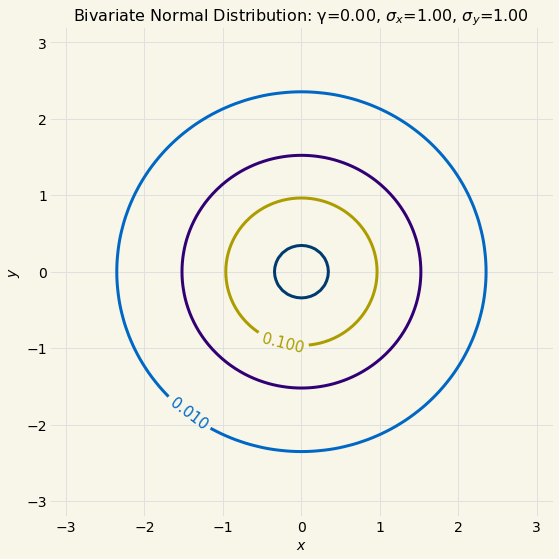 Bivariate Normal Distribution: γ=0.00, σx=1.00, σy=1.00
3
2
1
0
−1
−2
−3
y
0.100
0.010
−3 −2 −1 0 1 2 3
x